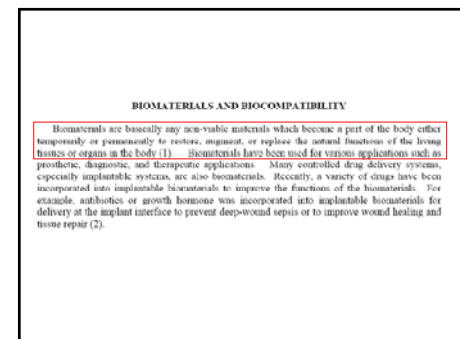 BIOMATERIALS AND BIOCOMPATIBILITY
Biomaterials are basically any non-viable materials which become a part of the body either
temporarily or permanently to restore, augment, or replace the natural functions of the living
tissues or organs in the body (1) Biomaterials have been used for various applications such as
prosthetic, diagnostic, and therapeutic applications. Many controlled drug delivery systems,
especially implantable systems, are also biomaterials. Recently, a variety of drugs have been
incorporated into implantable biomaterials to improve the functions of the biomaterials. For
example, antibiotics or growth hormone was incorporated into implantable biomaterials for
delivery at the implant interface to prevent deep-wound sepsis or to improve wound healing and
tissue repair (2).